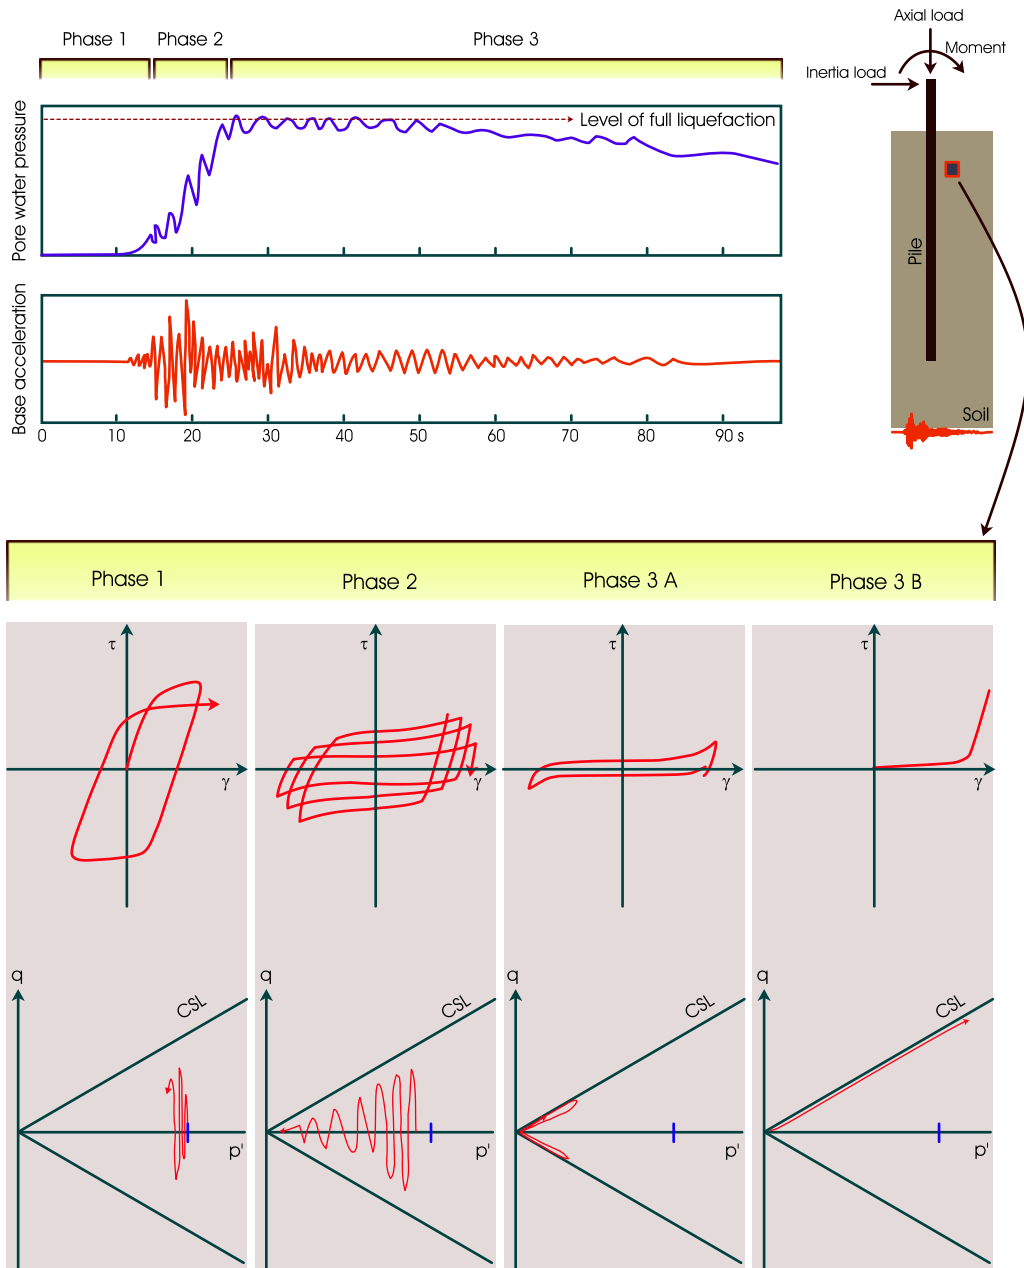 Phase 1
Phase 2
Phase 3
Pore water pressure
Level of full liquefaction
Base acceleration
0 10 20 30 40 50 60 70 80 90 s
Axial load
Moment
Inertia load
Pile
Soil
Phase 1
Phase 2
Phase 3 A
Phase 3 B
τ
γ
τ
γ
τ
γ
τ
γ
q
CSL
p'
q
CSL
p'
q
CSL
p'
q
CSL
p'